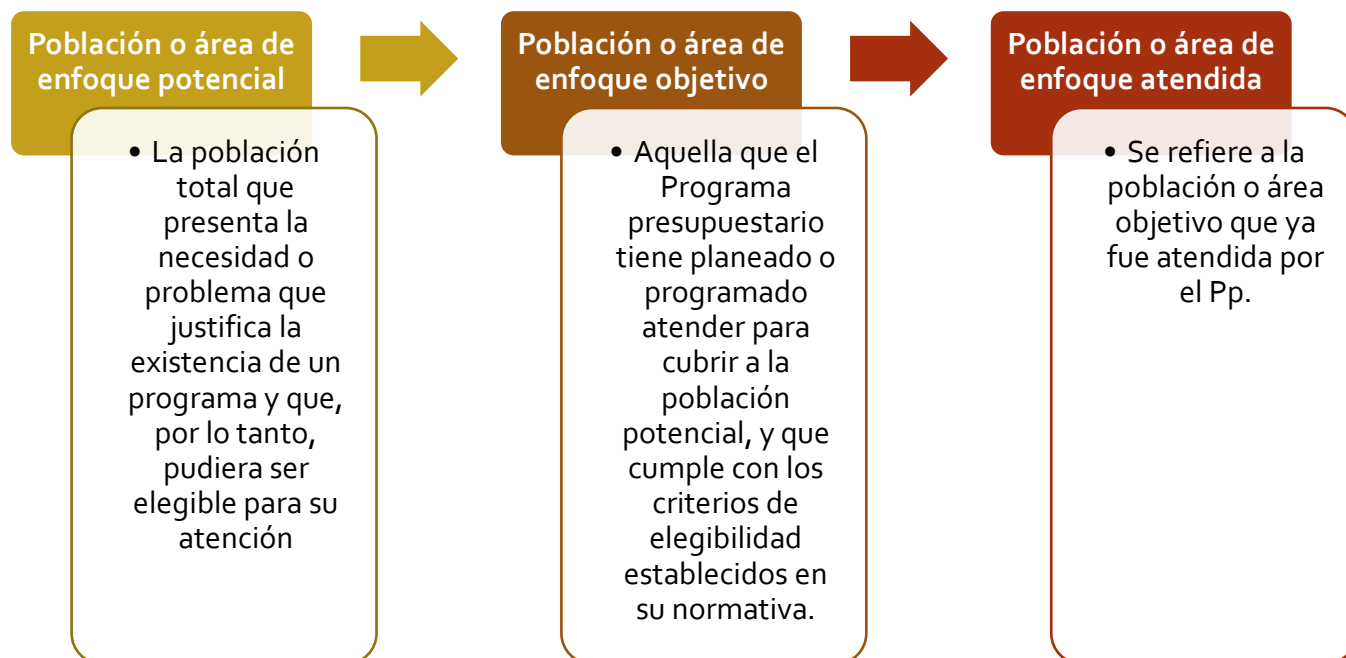 Población o área de
enfoque potencial
• La población
total que
presenta la
necesidad o
problema que
justifica la
existencia de un
programa y que,
por lo tanto,
pudiera ser
elegible para su
atención
Población o área de
enfoque objetivo
• Aquella que el
Programa
presupuestario
tiene planeado o
programado
atender para
cubrir a la
población
potencial, y que
cumple con los
criterios de
elegibilidad
establecidos en
su normativa.
Población o área de
enfoque atendida
• Se refiere a la
población o área
objetivo que ya
fue atendida por
el Pp.